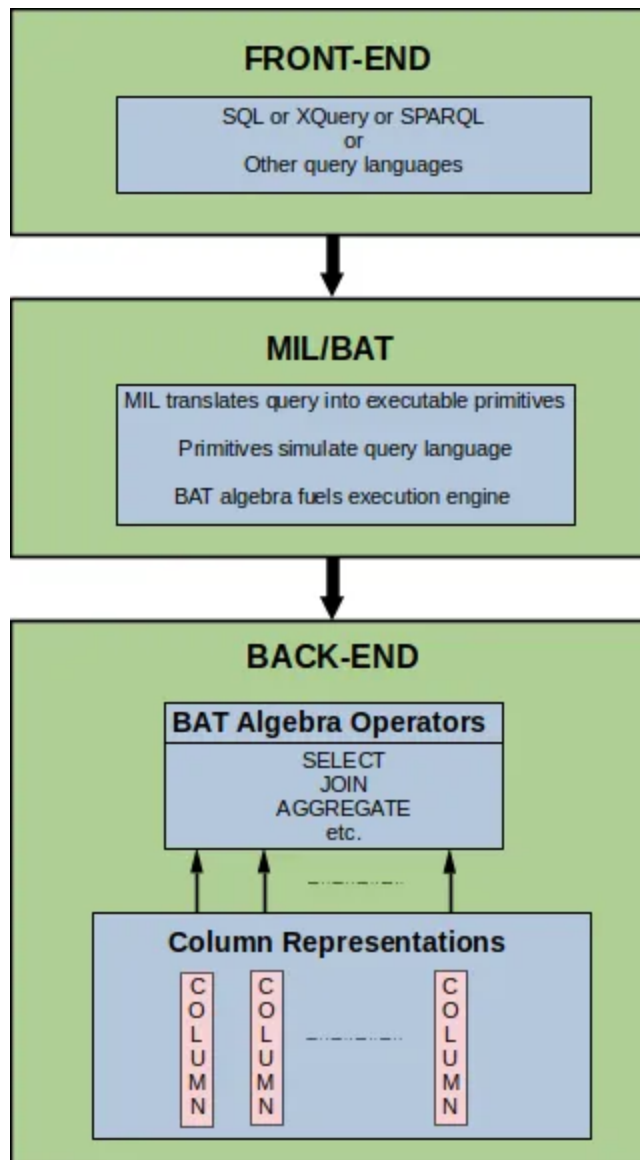 FRONT-END
SQL or XQuery or SPARQL
or
Other query languages
MIL/BAT
MIL translates query into executable primitives
Primitives simulate query language
BAT algebra fuels execution engine
BACK-END
BAT Algebra Operators
SELECT
JOIN
AGGREGATE
etc.
Column Representations
COLUMN
COLUMN
COLUMN